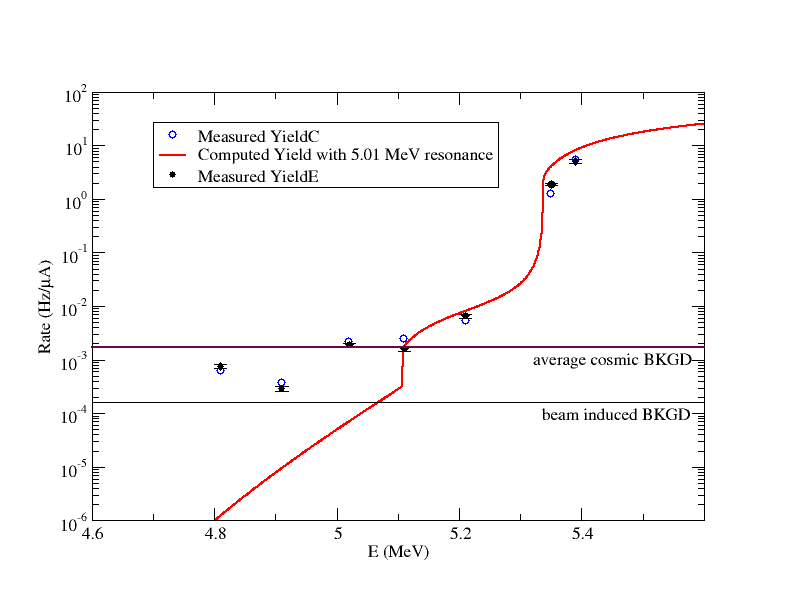 10^2
10^1
10^0
10^-1
10^-2
10^-3
10^-4
10^-5
10^-6
Rate (Hz/μA)
Measured YieldC
Computed Yield with 5.01 MeV resonance
Measured YieldE
average cosmic BKGD
beam induced BKGD
4.6 4.8 5 5.2 5.4
E (MeV)